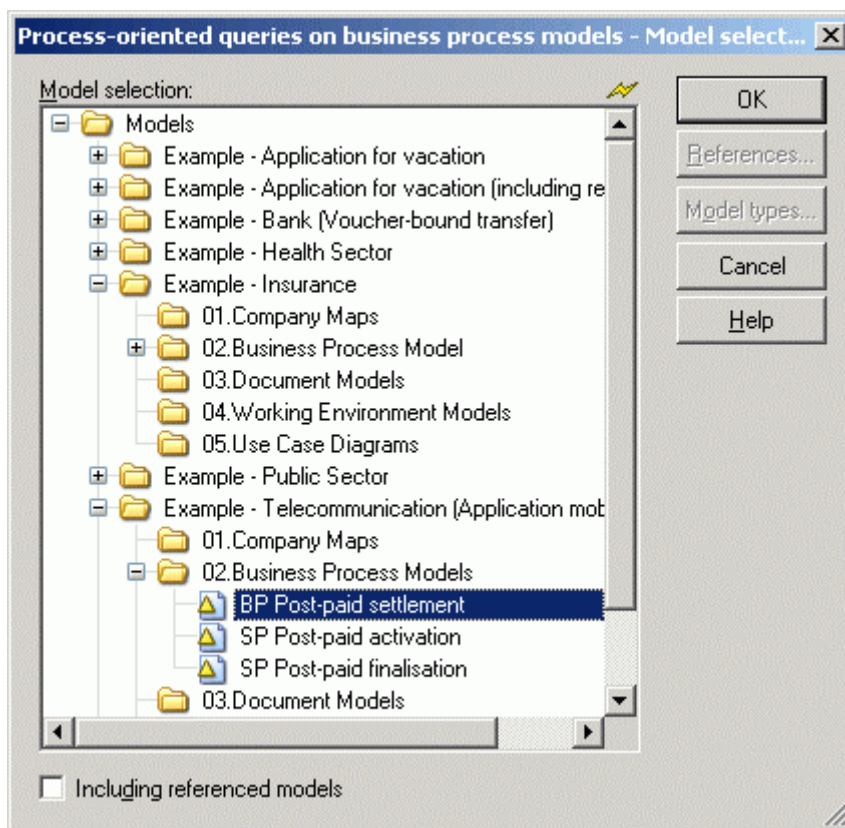 Process-oriented queries on business process models - Model select...
Model selection:
Models
Example - Application for vacation
Example - Application for vacation (including re
Example - Bank (Voucher-bound transfer)
Example - Health Sector
Example - Insurance
01.Company Maps
02.Business Process Model
03.Document Models
04.Working Environment Models
05.Use Case Diagrams
Example - Public Sector
Example - Telecommunication (Application mob
01.Company Maps
02.Business Process Models
BP Post-paid settlement
SP Post-paid activation
SP Post-paid finalisation
03.Document Models
Including referenced models
OK
References...
Model types...
Cancel
Help